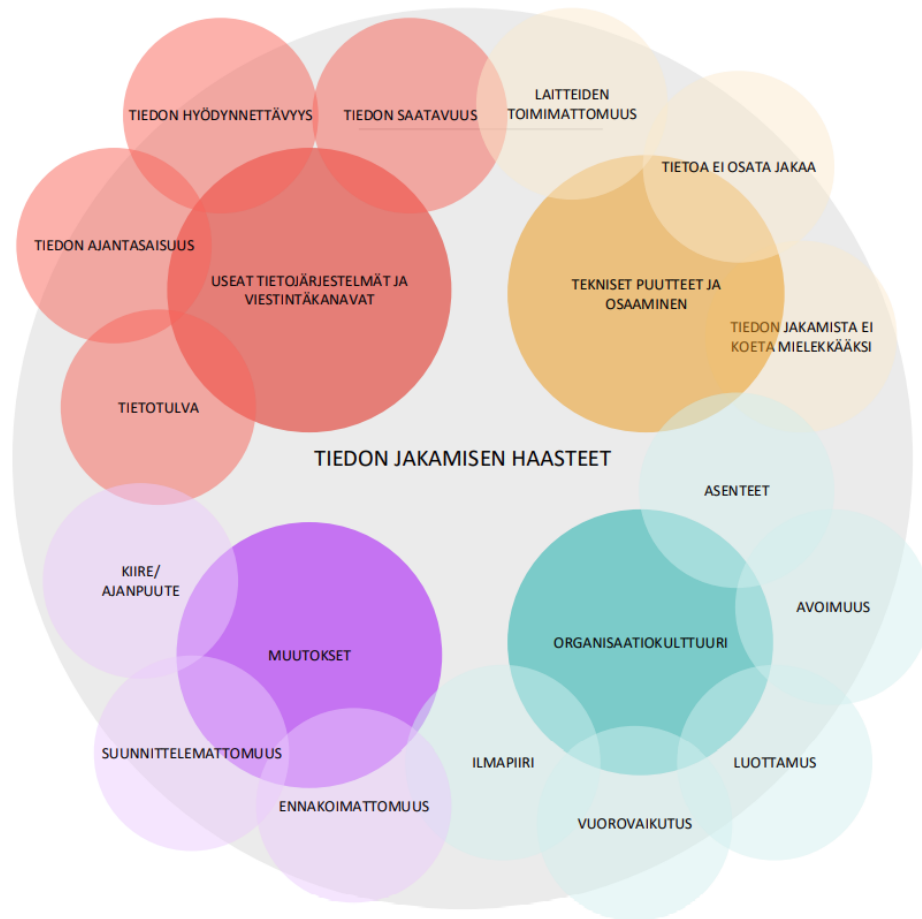 TIEDON HYÖDYNNETTÄVYYS
TIEDON SAATAVUUS
LAITTEIDEN
TOIMIMATTOMUUS
TIETOA EI OSATA JAKAA
TIEDON AJANTASAISUUS
USEAT TIETOJÄRJESTELMÄT JA
VIESTINTÄKANAVAT
TEKNISET PUUTTEET JA
OSAAMINEN
TIEDON JAKAMISTA EI
KOETA MIELEKKÄÄKSI
TIETOTULVA
TIEDON JAKAMISEN HAASTEET
ASENTEET
KIIRE/
AJANPUUTE
AVOIMUUS
MUUTOKSET
ORGANISAATIOKULTTUURI
SUUNNITTELEMATTOMUUS
ILMAPIIRI
LUOTTAMUS
ENNAKOIMATTOMUUS
VUOROVAIKUTUS